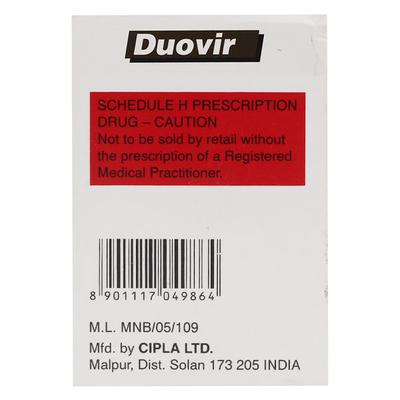 Duovir
SCHEDULE H PRESCRIPTION
DRUG – CAUTION
Not to be sold by retail without
the prescription of a Registered
Medical Practitioner.
8 901117 049864
M.L. MNB/05/109
Mfd. by CIPLA LTD.
Malpur, Dist. Solan 173 205 INDIA